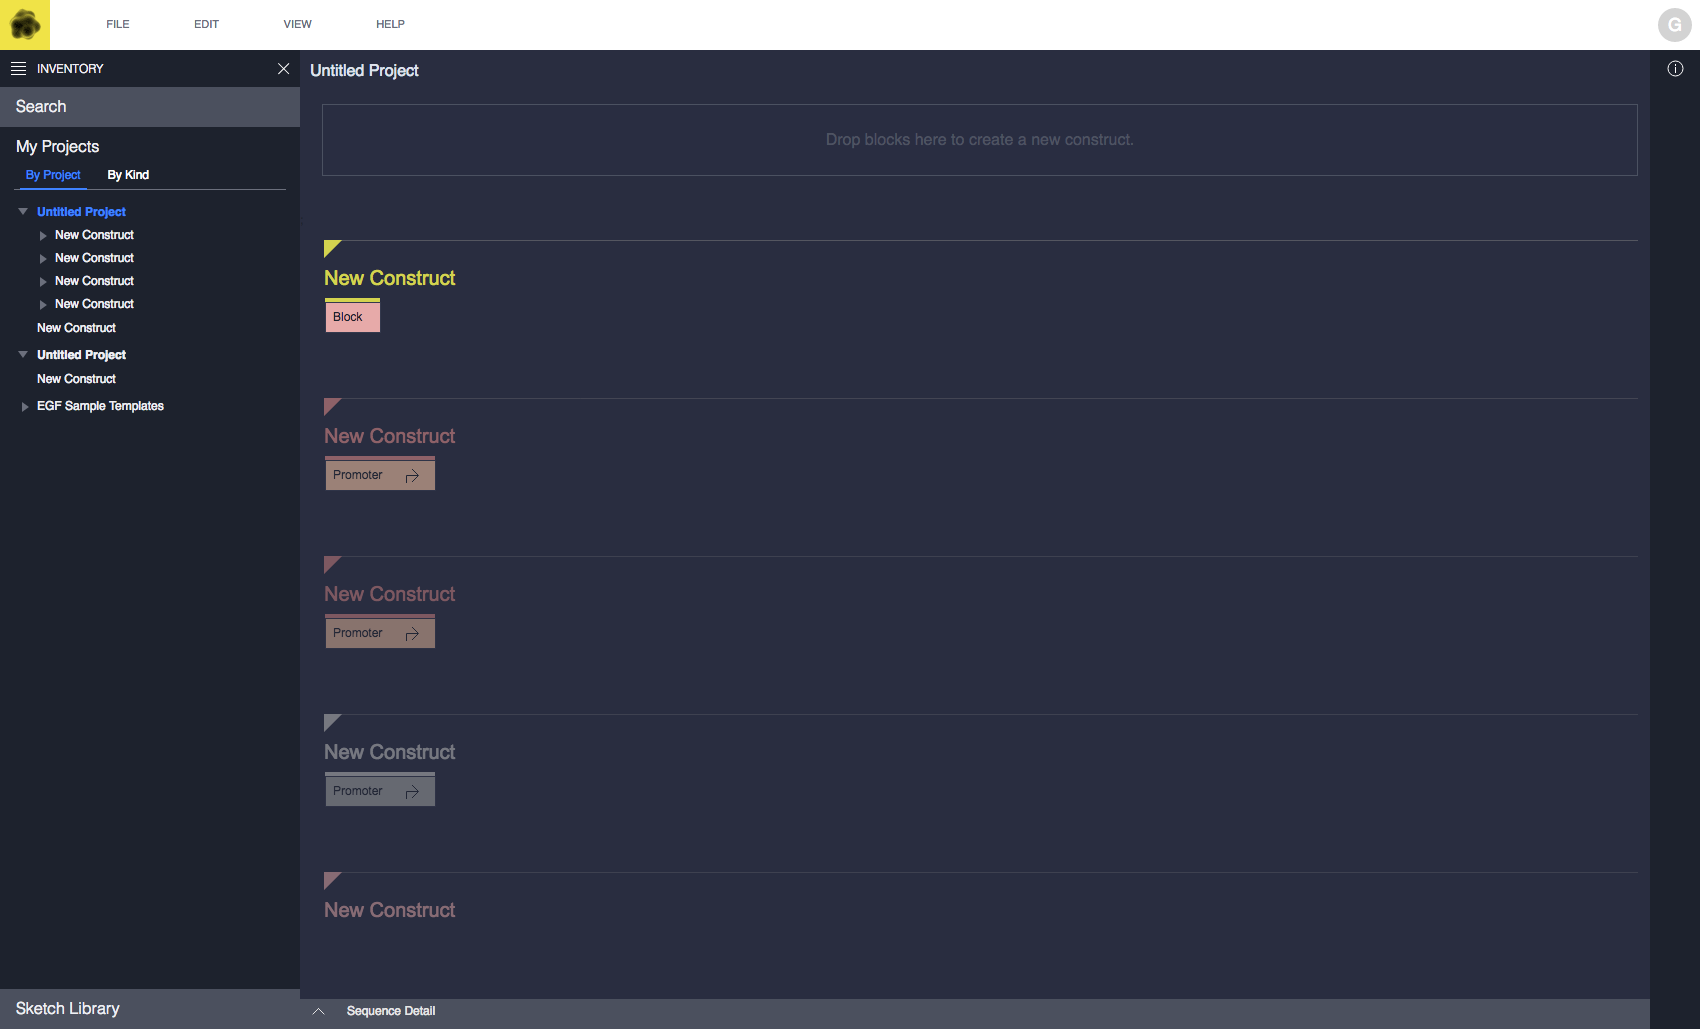 FILE EDIT VIEW HELP
G
INVENTORY
Search
My Projects
By Project By Kind
Untitled Project
New Construct
New Construct
New Construct
New Construct
New Construct
Untitled Project
New Construct
EGF Sample Templates
Sketch Library
Untitled Project
Drop blocks here to create a new construct.
New Construct
Block
New Construct
Promoter
New Construct
Promoter
New Construct
Promoter
New Construct
Sequence Detail